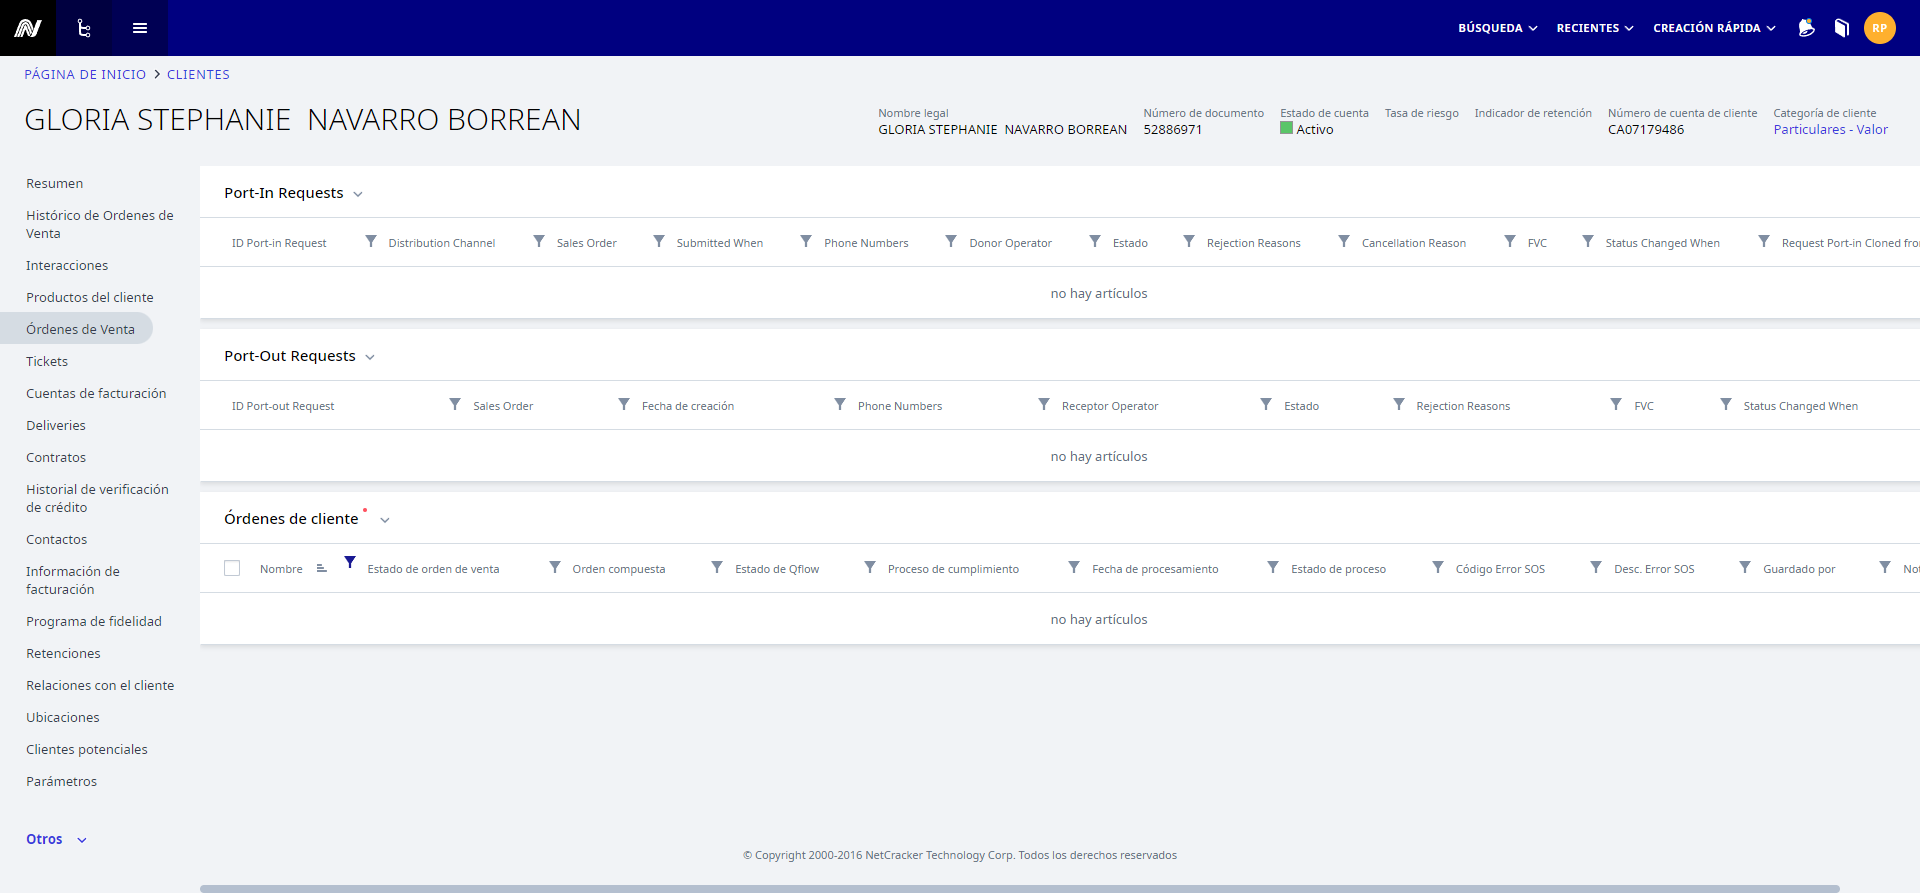 BÚSQUEDA RECIENTES CREACIÓN RÁPIDA RP
PÁGINA DE INICIO > CLIENTES
GLORIA STEPHANIE  NAVARRO BORREAN
Nombre legal Número de documento Estado de cuenta Tasa de riesgo Indicador de retención Número de cuenta de cliente Categoría de cliente
GLORIA STEPHANIE  NAVARRO BORREAN 52886971 Activo CA07179486 Particulares - Valor
Resumen
Histórico de Ordenes de
Venta
Interacciones
Productos del cliente
Órdenes de Venta
Tickets
Cuentas de facturación
Deliveries
Contratos
Historial de verificación
de crédito
Contactos
Información de
facturación
Programa de fidelidad
Retenciones
Relaciones con el cliente
Ubicaciones
Clientes potenciales
Parámetros
Otros
Port-In Requests
ID Port-in Request Distribution Channel Sales Order Submitted When Phone Numbers Donor Operator Estado Rejection Reasons Cancellation Reason FVC Status Changed When Request Port-in Cloned fro
no hay artículos
Port-Out Requests
ID Port-out Request Sales Order Fecha de creación Phone Numbers Receptor Operator Estado Rejection Reasons FVC Status Changed When
no hay artículos
Órdenes de cliente
Nombre Estado de orden de venta Orden compuesta Estado de Qflow Proceso de cumplimiento Fecha de procesamiento Estado de proceso Código Error SOS Desc. Error SOS Guardado por Not
no hay artículos
© Copyright 2000-2016 NetCracker Technology Corp. Todos los derechos reservados